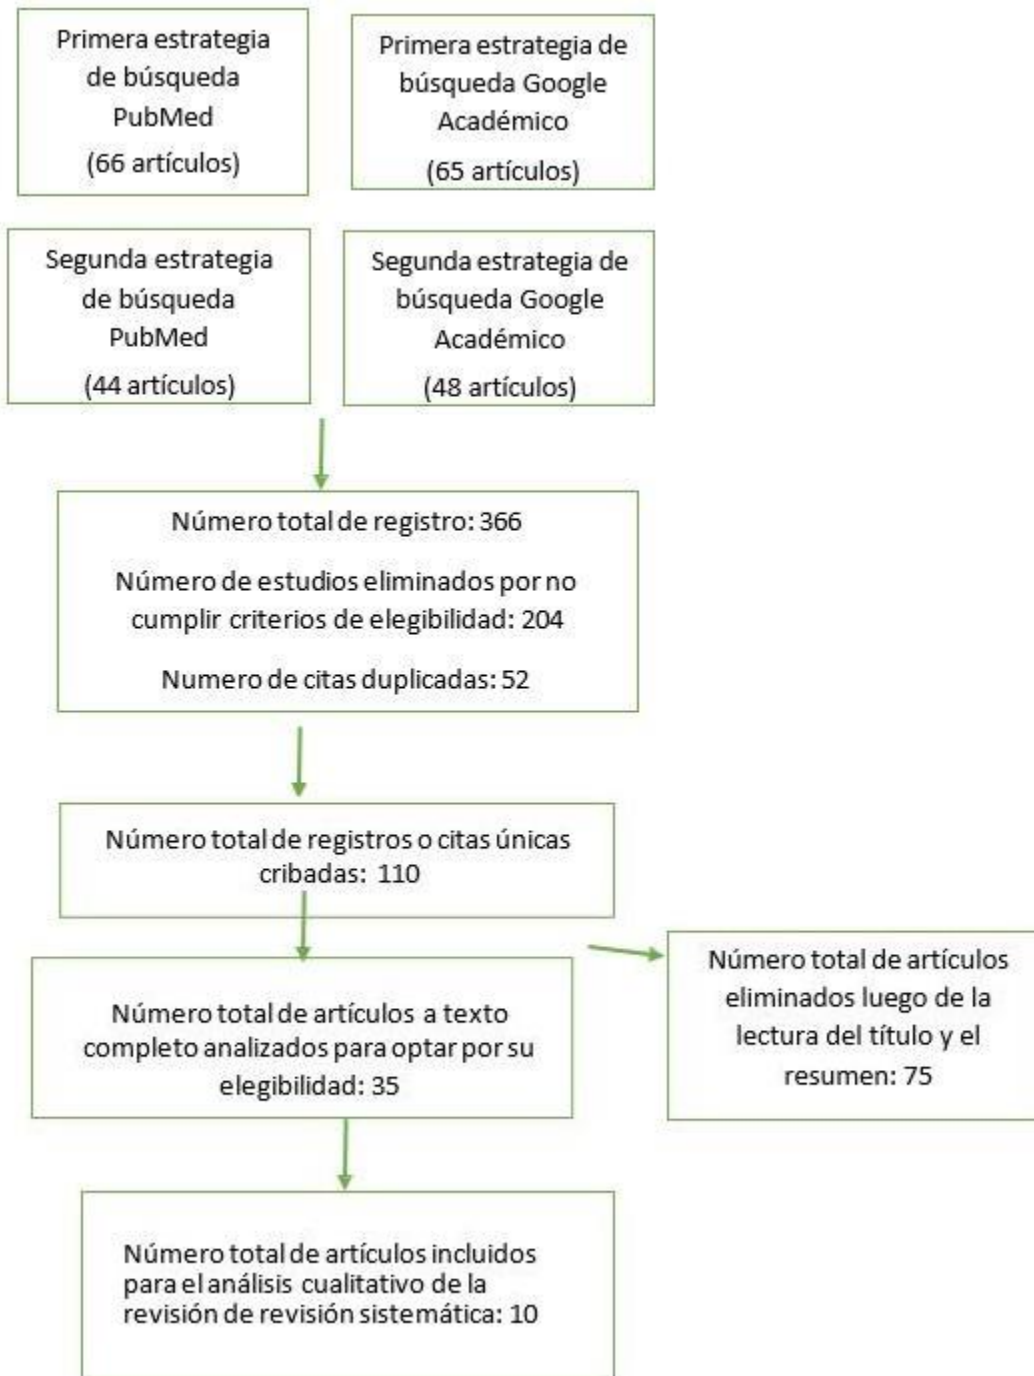 Primera estrategia
de búsqueda
PubMed
(66 artículos)
Primera estrategia de
búsqueda Google
Académico
(65 artículos)
Segunda estrategia
de búsqueda
PubMed
(44 artículos)
Segunda estrategia de
búsqueda Google
Académico
(48 artículos)
Número total de registro: 366
Número de estudios eliminados por no
cumplir criterios de elegibilidad: 204
Numero de citas duplicadas: 52
Número total de registros o citas únicas
cribadas: 110
Número total de artículos a texto
completo analizados para optar por su
elegibilidad: 35
Número total de artículos
eliminados luego de la
lectura del título y el
resumen: 75
Número total de artículos incluidos
para el análisis cualitativo de la
revisión de revisión sistemática: 10